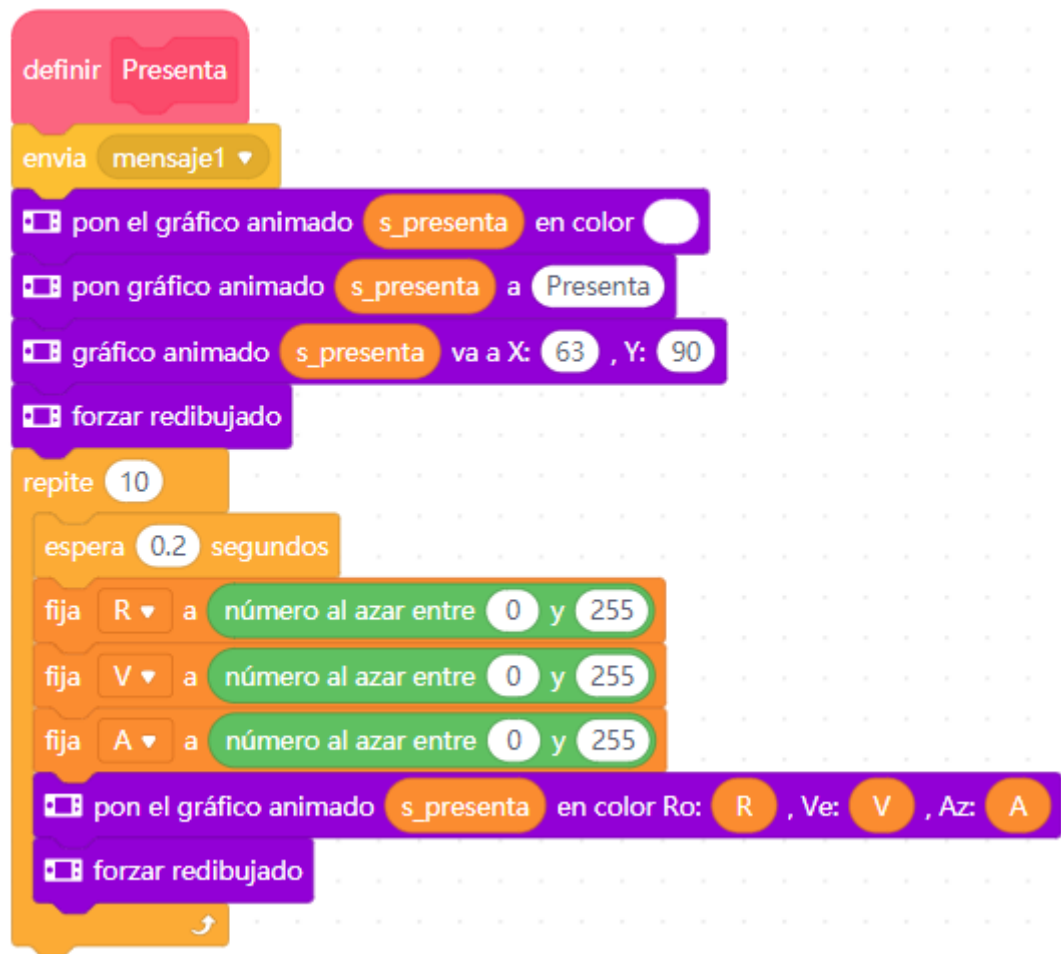 definir Presenta
envia mensaje1
pon el gráfico animado s_presenta en color
pon gráfico animado s_presenta a Presenta
gráfico animado s_presenta va a X: 63 , Y: 90
forzar redibujado
repite 10
espera 0.2 segundos
fija R a número al azar entre 0 y 255
fija V a número al azar entre 0 y 255
fija A a número al azar entre 0 y 255
pon el gráfico animado s_presenta en color Ro: R , Ve: V , Az: A
forzar redibujado